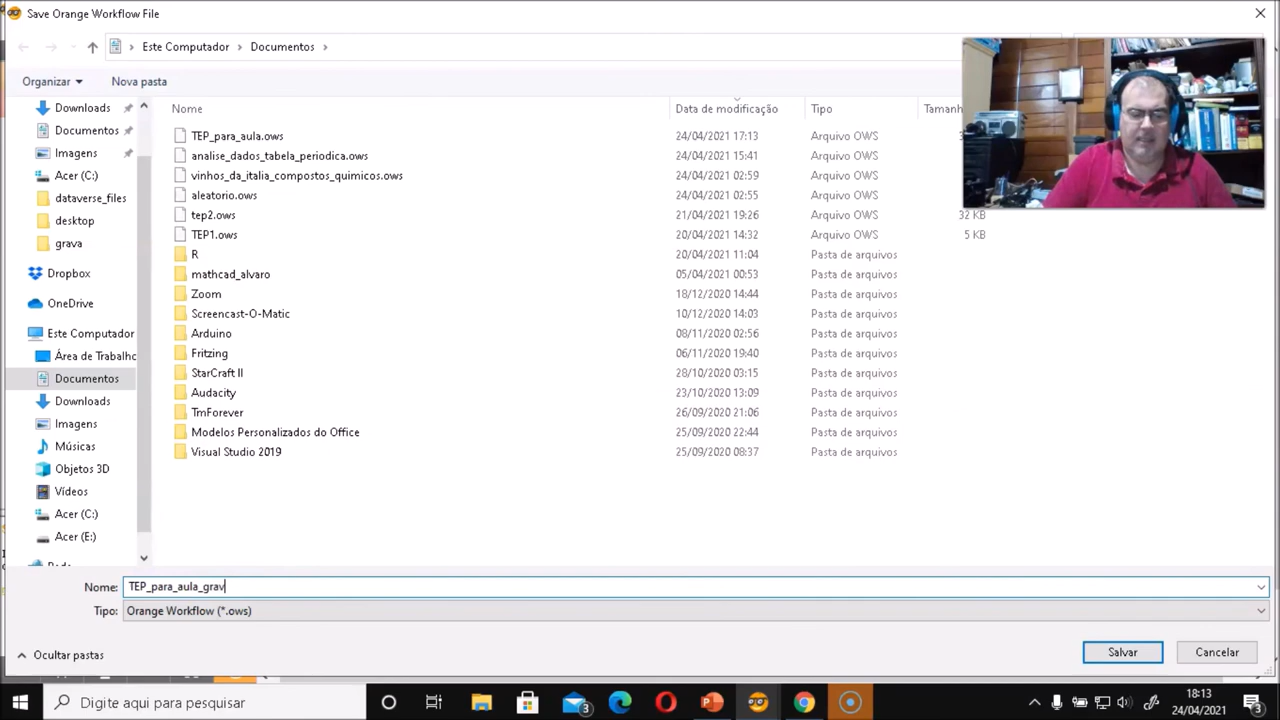 Save Orange Workflow File
Este Computador > Documentos >
Organizar Nova pasta
Nome Data de modificação Tipo Tamanh
Downloads
Documentos
Imagens
Acer (C:)
dataverse_files
desktop
grava
Dropbox
OneDrive
Este Computador
Área de Trabalho
Documentos
Downloads
Imagens
Músicas
Objetos 3D
Vídeos
Acer (C:)
Acer (E:)
TEP_para_aula.ows 24/04/2021 17:13 Arquivo OWS
analise_dados_tabela_periodica.ows 24/04/2021 15:41 Arquivo OWS
vinhos_da_italia_compostos_quimicos.ows 24/04/2021 02:59 Arquivo OWS
aleatorio.ows 24/04/2021 02:55 Arquivo OWS
tep2.ows 21/04/2021 19:26 Arquivo OWS 32 KB
TEP1.ows 20/04/2021 14:32 Arquivo OWS 5 KB
R 20/04/2021 11:04 Pasta de arquivos
mathcad_alvaro 05/04/2021 00:53 Pasta de arquivos
Zoom 18/12/2020 14:44 Pasta de arquivos
Screencast-O-Matic 10/12/2020 14:03 Pasta de arquivos
Arduino 08/11/2020 02:56 Pasta de arquivos
Fritzing 06/11/2020 19:40 Pasta de arquivos
StarCraft II 28/10/2020 03:15 Pasta de arquivos
Audacity 23/10/2020 13:09 Pasta de arquivos
TmForever 26/09/2020 21:06 Pasta de arquivos
Modelos Personalizados do Office 25/09/2020 22:44 Pasta de arquivos
Visual Studio 2019 25/09/2020 08:37 Pasta de arquivos
Nome: TEP_para_aula_grav
Tipo: Orange Workflow (*.ows)
Ocultar pastas Salvar Cancelar
Digite aqui para pesquisar
3
18:13
24/04/2021
3